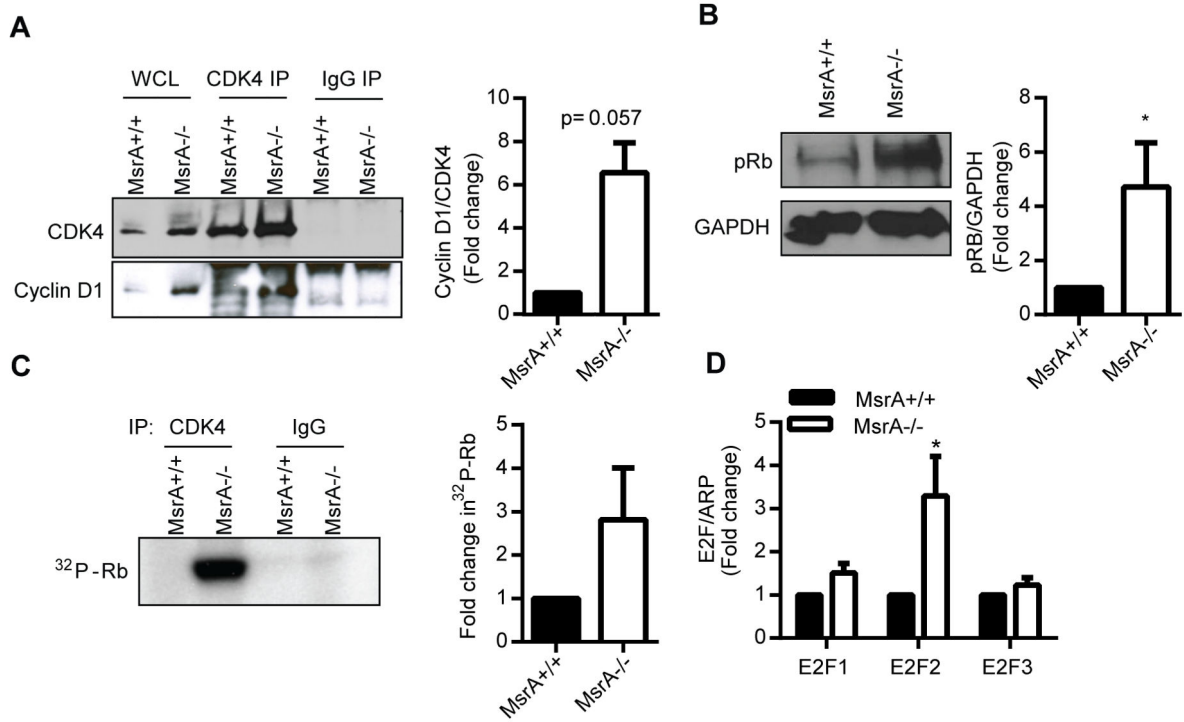 A
WCL CDK4 IP IgG IP
MsrA+/+ MsrA-/- MsrA+/+ MsrA-/- MsrA+/+ MsrA-/-
CDK4
Cyclin D1
Cyclin D1/CDK4
(Fold change)
10
8
6
4
2
0
p= 0.057
MsrA+/+ MsrA-/-
B
MsrA+/+ MsrA-/-
pRb
GAPDH
pRB/GAPDH
(Fold change)
8
6
4
2
0
*
MsrA+/+ MsrA-/-
C
IP: CDK4 IgG
MsrA+/+ MsrA-/- MsrA+/+ MsrA-/-
32P-Rb
Fold change in 32P-Rb
5
4
3
2
1
0
MsrA+/+ MsrA-/-
D
MsrA+/+
MsrA-/-
E2F/ARP
(Fold change)
5
4
3
2
1
0
*
E2F1 E2F2 E2F3